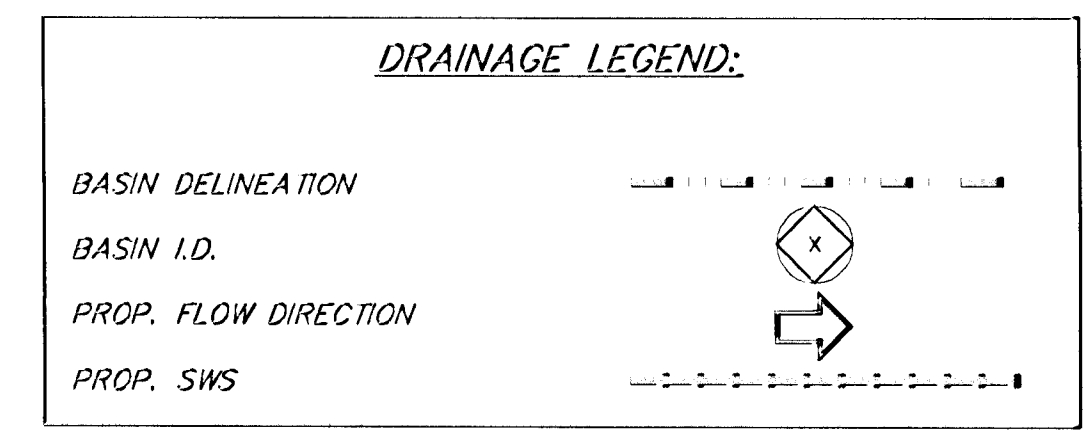 DRAINAGE LEGEND:
BASIN DELINEATION
BASIN I.D.
X
PROP. FLOW DIRECTION
PROP. SWS